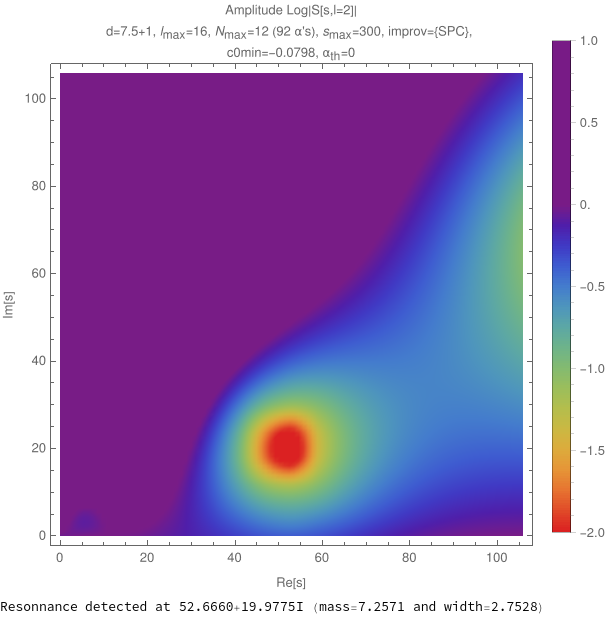 Amplitude Log|S[s,l=2]|
d=7.5+1, lmax=16, Nmax=12 (92 α's), smax=300, improv={SPC},
c0min=−0.0798, αth=0
1.0
100
0.5
80
0.
60
Im[s]
−0.5
40
−1.0
20
−1.5
0
−2.0
0 20 40 60 80 100
Re[s]
Resonnance detected at 52.6660+19.9775I (mass=7.2571 and width=2.7528)